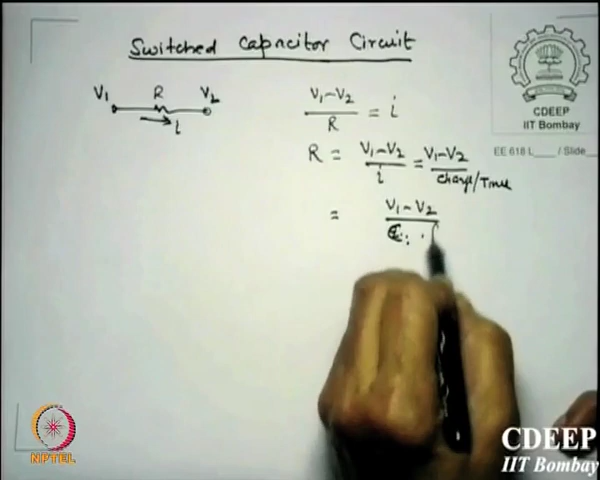 Switched Capacitor Circuit
V1 R V2
i
V1-V2 / R = i
R = V1-V2 / i = V1-V2 / Charge/Time
= V1-V2
CDEEP
IIT Bombay
EE 618 L___ / Slide
NPTEL
CDEEP
IIT Bombay